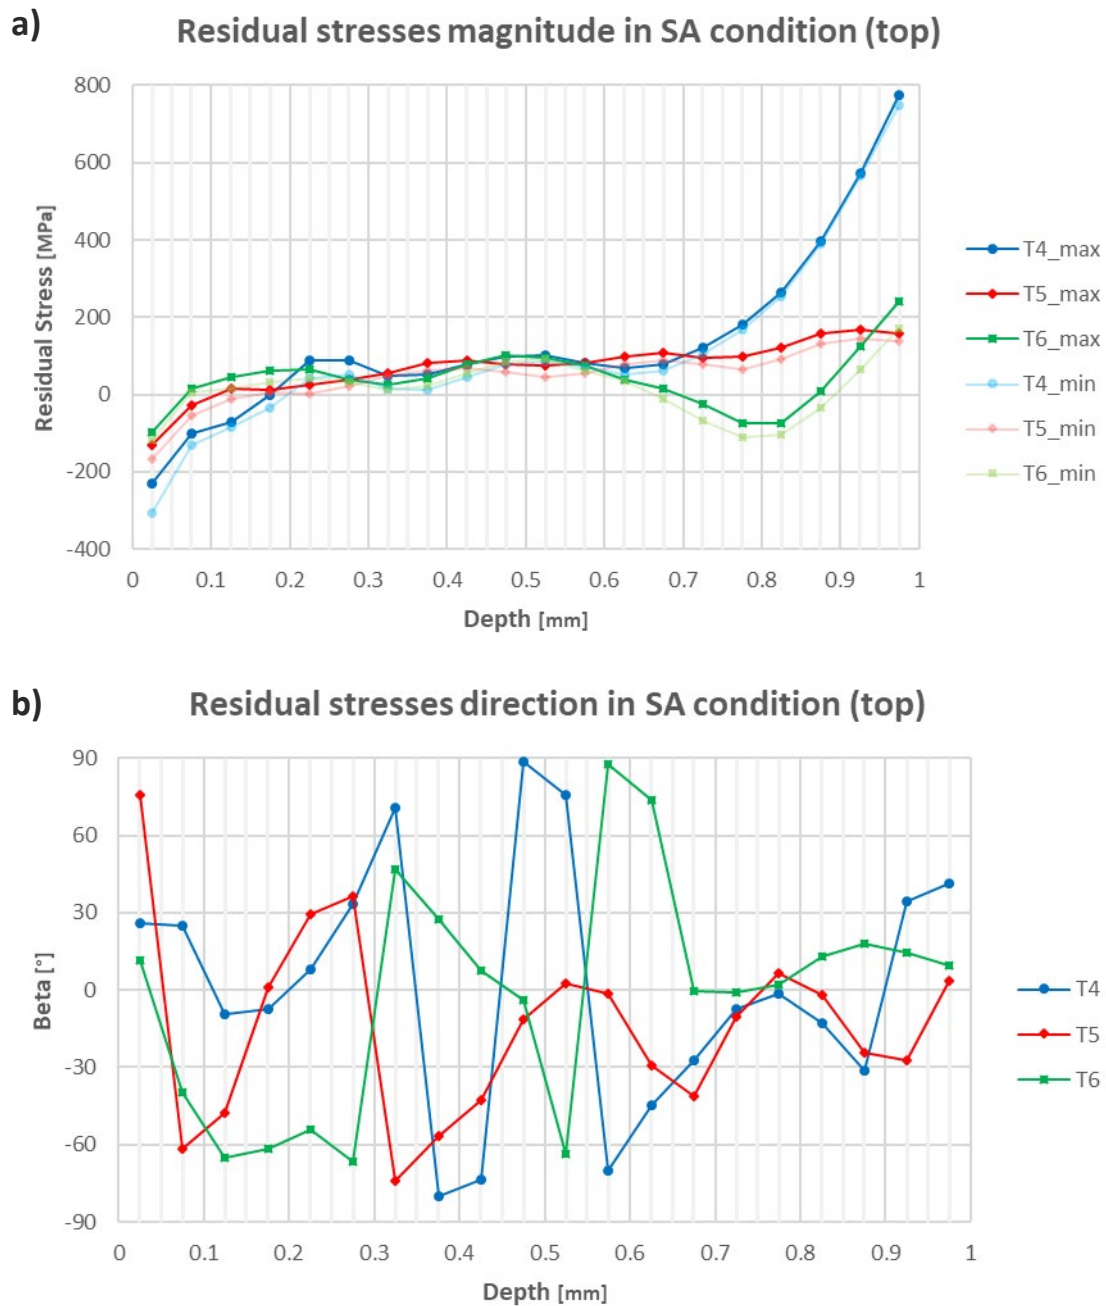 a)
Residual stresses magnitude in SA condition (top)
800
600
400
200
0
-200
-400
Residual Stress [MPa]
0 0.1 0.2 0.3 0.4 0.5 0.6 0.7 0.8 0.9 1
Depth [mm]
T4_max
T5_max
T6_max
T4_min
T5_min
T6_min
b)
Residual stresses direction in SA condition (top)
90
60
30
0
-30
-60
-90
Beta [°]
0 0.1 0.2 0.3 0.4 0.5 0.6 0.7 0.8 0.9 1
Depth [mm]
T4
T5
T6